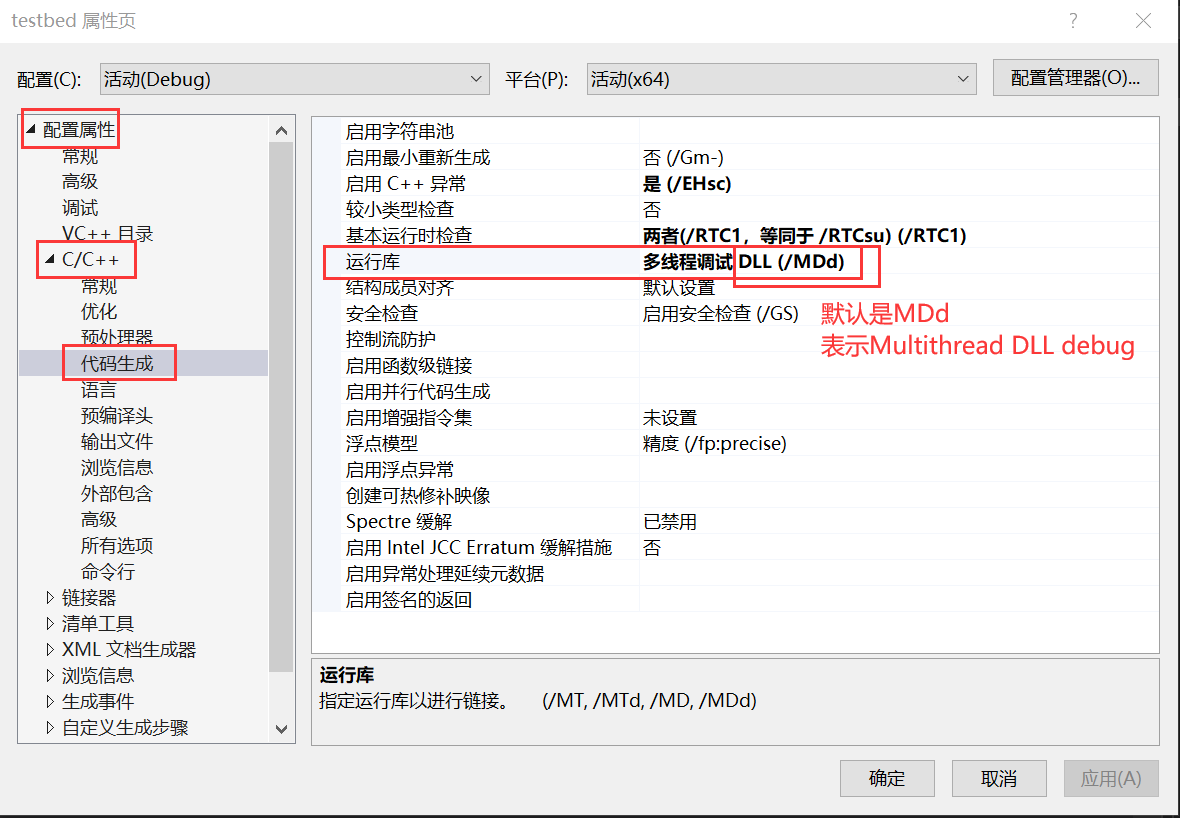 testbed 属性页
?
配置(C):
活动(Debug)
平台(P):
活动(x64)
配置管理器(O)...
配置属性
常规
高级
调试
VC++ 目录
C/C++
常规
优化
预处理器
代码生成
语言
预编译头
输出文件
浏览信息
外部包含
高级
所有选项
命令行
链接器
清单工具
XML 文档生成器
浏览信息
生成事件
自定义生成步骤
启用字符串池
启用最小重新生成 否 (/Gm-)
启用 C++ 异常 是 (/EHsc)
较小类型检查 否
基本运行时检查 两者(/RTC1，等同于 /RTCsu) (/RTC1)
运行库 多线程调试 DLL (/MDd)
结构成员对齐 默认设置
安全检查 启用安全检查 (/GS)
控制流防护
启用函数级链接
启用并行代码生成
启用增强指令集 未设置
浮点模型 精度 (/fp:precise)
启用浮点异常
创建可热修补映像
Spectre 缓解 已禁用
启用 Intel JCC Erratum 缓解措施 否
启用异常处理延续元数据
启用签名的返回
默认是MDd
表示Multithread DLL debug
运行库
指定运行库以进行链接。 (/MT, /MTd, /MD, /MDd)
确定
取消
应用(A)